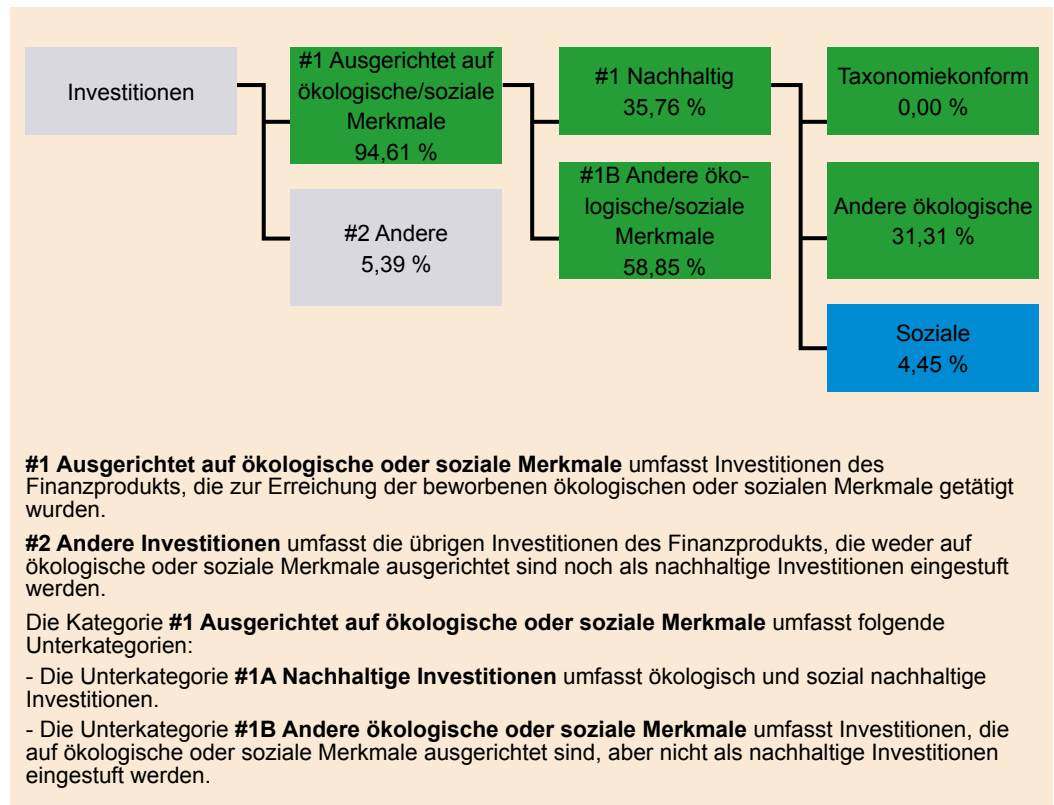 Investitionen
#1 Ausgerichtet auf
ökologische/soziale
Merkmale
94,61 %
#2 Andere
5,39 %
#1 Nachhaltig
35,76 %
#1B Andere öko-
logische/soziale
Merkmale
58,85 %
Taxonomiekonform
0,00 %
Andere ökologische
31,31 %
Soziale
4,45 %
#1 Ausgerichtet auf ökologische oder soziale Merkmale umfasst Investitionen des
Finanzprodukts, die zur Erreichung der beworbenen ökologischen oder sozialen Merkmale getätigt
wurden.
#2 Andere Investitionen umfasst die übrigen Investitionen des Finanzprodukts, die weder auf
ökologische oder soziale Merkmale ausgerichtet sind noch als nachhaltige Investitionen eingestuft
werden.
Die Kategorie #1 Ausgerichtet auf ökologische oder soziale Merkmale umfasst folgende
Unterkategorien:
- Die Unterkategorie #1A Nachhaltige Investitionen umfasst ökologisch und sozial nachhaltige
Investitionen.
- Die Unterkategorie #1B Andere ökologische oder soziale Merkmale umfasst Investitionen, die
auf ökologische oder soziale Merkmale ausgerichtet sind, aber nicht als nachhaltige Investitionen
eingestuft werden.